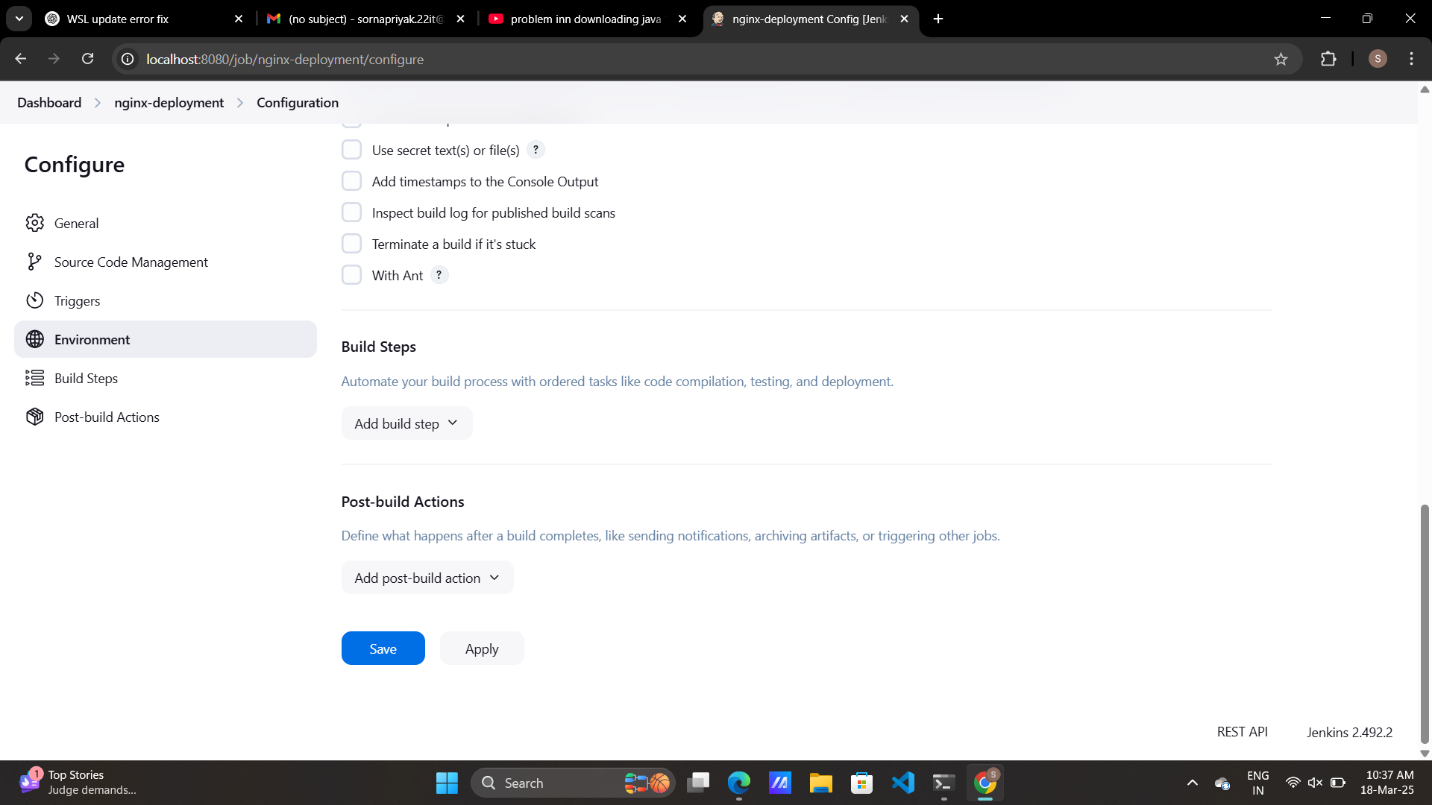 WSL update error fix
(no subject) - sornapriyak.22it@
problem inn downloading java
nginx-deployment Config [Jenk
localhost:8080/job/nginx-deployment/configure
S
Dashboard
nginx-deployment
Configuration
Configure
General
Source Code Management
Triggers
Environment
Build Steps
Post-build Actions
Use secret text(s) or file(s) ?
Add timestamps to the Console Output
Inspect build log for published build scans
Terminate a build if it's stuck
With Ant ?
Build Steps
Automate your build process with ordered tasks like code compilation, testing, and deployment.
Add build step
Post-build Actions
Define what happens after a build completes, like sending notifications, archiving artifacts, or triggering other jobs.
Add post-build action
Save
Apply
REST API
Jenkins 2.492.2
1
Top Stories
Judge demands...
Search
S
ENG
IN
10:37 AM
18-Mar-25